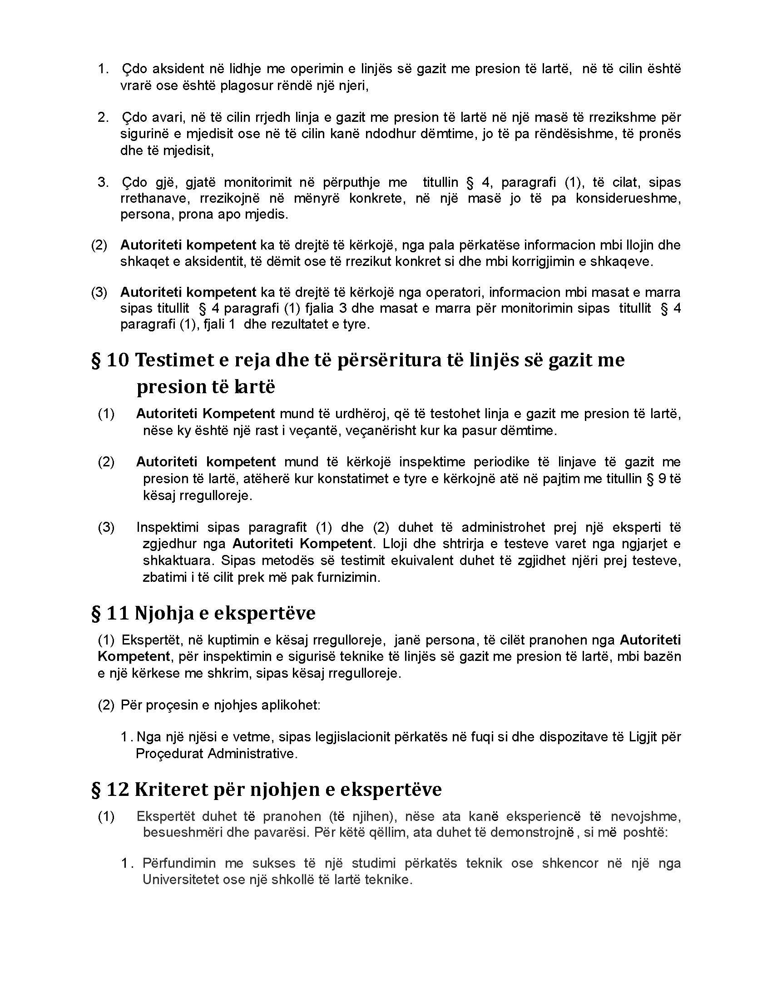 1. Çdo aksident në lidhje me operimin e linjës së gazit me presion të lartë, në të cilin është
vrarë ose është plagosur rëndë një njeri,
2. Çdo avari, në të cilin rrjedh linja e gazit me presion të lartë në një masë të rrezikshme për
sigurinë e mjedisit ose në të cilin kanë ndodhur dëmtime, jo të pa rëndësishme, të pronës
dhe të mjedisit,
3. Çdo gjë, gjatë monitorimit në përputhje me titullin § 4, paragrafi (1), të cilat, sipas
rrethanave, rrezikojnë në mënyrë konkrete, në një masë jo të pa konsiderueshme,
persona, prona apo mjedis.
(2) Autoriteti kompetent ka të drejtë të kërkojë, nga pala përkatëse informacion mbi llojin dhe
shkaqet e aksidentit, të dëmit ose të rrezikut konkret si dhe mbi korrigjimin e shkaqeve.
(3) Autoriteti kompetent ka të drejtë të kërkojë nga operatori, informacion mbi masat e marra
sipas titullit § 4 paragrafi (1) fjalia 3 dhe masat e marra për monitorimin sipas titullit § 4
paragrafi (1), fjali 1 dhe rezultatet e tyre.
§ 10 Testimet e reja dhe të përsëritura të linjës së gazit me
presion të lartë
(1) Autoriteti Kompetent mund të urdhëroj, që të testohet linja e gazit me presion të lartë,
nëse ky është një rast i veçantë, veçanërisht kur ka pasur dëmtime.
(2) Autoriteti kompetent mund të kërkojë inspektime periodike të linjave të gazit me
presion të lartë, atëherë kur konstatimet e tyre e kërkojnë atë në pajtim me titullin § 9 të
kësaj rregulloreje.
(3) Inspektimi sipas paragrafit (1) dhe (2) duhet të administrohet prej një eksperti të
zgjedhur nga Autoriteti Kompetent. Lloji dhe shtrirja e testeve varet nga ngjarjet e
shkaktuara. Sipas metodës së testimit ekuivalent duhet të zgjidhet njëri prej testeve,
zbatimi i të cilit prek më pak furnizimin.
§ 11 Njohja e ekspertëve
(1) Ekspertët, në kuptimin e kësaj rregulloreje, janë persona, të cilët pranohen nga Autoriteti
Kompetent, për inspektimin e sigurisë teknike të linjës së gazit me presion të lartë, mbi bazën
e një kërkese me shkrim, sipas kësaj rregulloreje.
(2) Për proçesin e njohjes aplikohet:
1. Nga një njësi e vetme, sipas legjislacionit përkatës në fuqi si dhe dispozitave të Ligjit për
Proçedurat Administrative.
§ 12 Kriteret për njohjen e ekspertëve
(1) Ekspertët duhet të pranohen (të njihen), nëse ata kanë eksperiencë të nevojshme,
besueshmëri dhe pavarësi. Për këtë qëllim, ata duhet të demonstrojnë, si më poshtë:
1. Përfundimin me sukses të një studimi përkatës teknik ose shkencor në një nga
Universitetet ose një shkollë të lartë teknike.